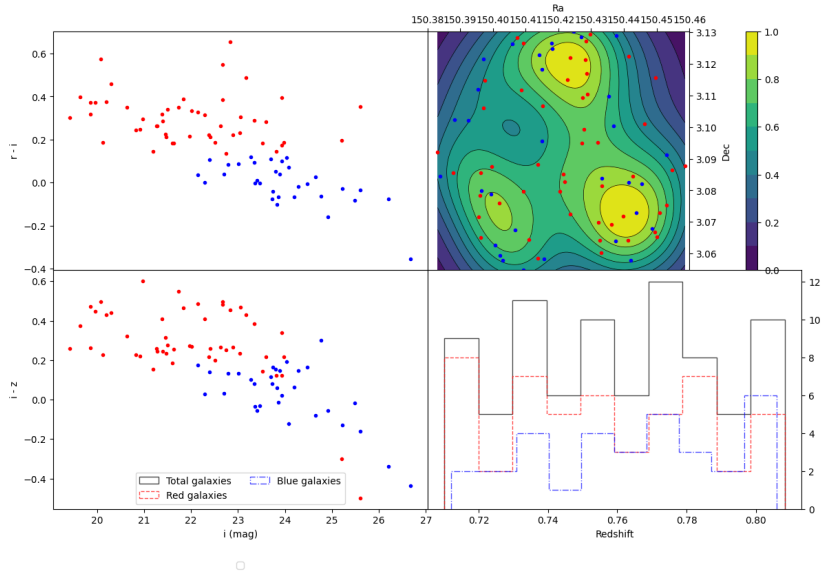 Ra
150.38 150.39 150.40 150.41 150.42 150.43 150.44 150.45 150.46
0.6
0.4
0.2
0.0
−0.2
−0.4
r - i
3.13
3.12
3.11
3.10
3.09
3.08
3.07
3.06
Dec
1.0
0.8
0.6
0.4
0.2
0.0
0.6
0.4
0.2
0.0
−0.2
−0.4
i - z
12
10
8
6
4
2
0
Total galaxies
Red galaxies
Blue galaxies
20 21 22 23 24 25 26 27
i (mag)
0.72 0.74 0.76 0.78 0.80
Redshift